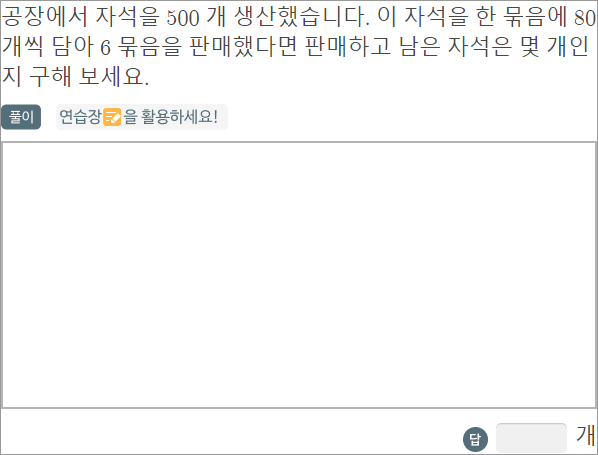 공장에서 자석을 500 개 생산했습니다. 이 자석을 한 묶음에 80
개씩 담아 6 묶음을 판매했다면 판매하고 남은 자석은 몇 개인
지 구해 보세요.
풀이 연습장을 활용하세요!
답 개